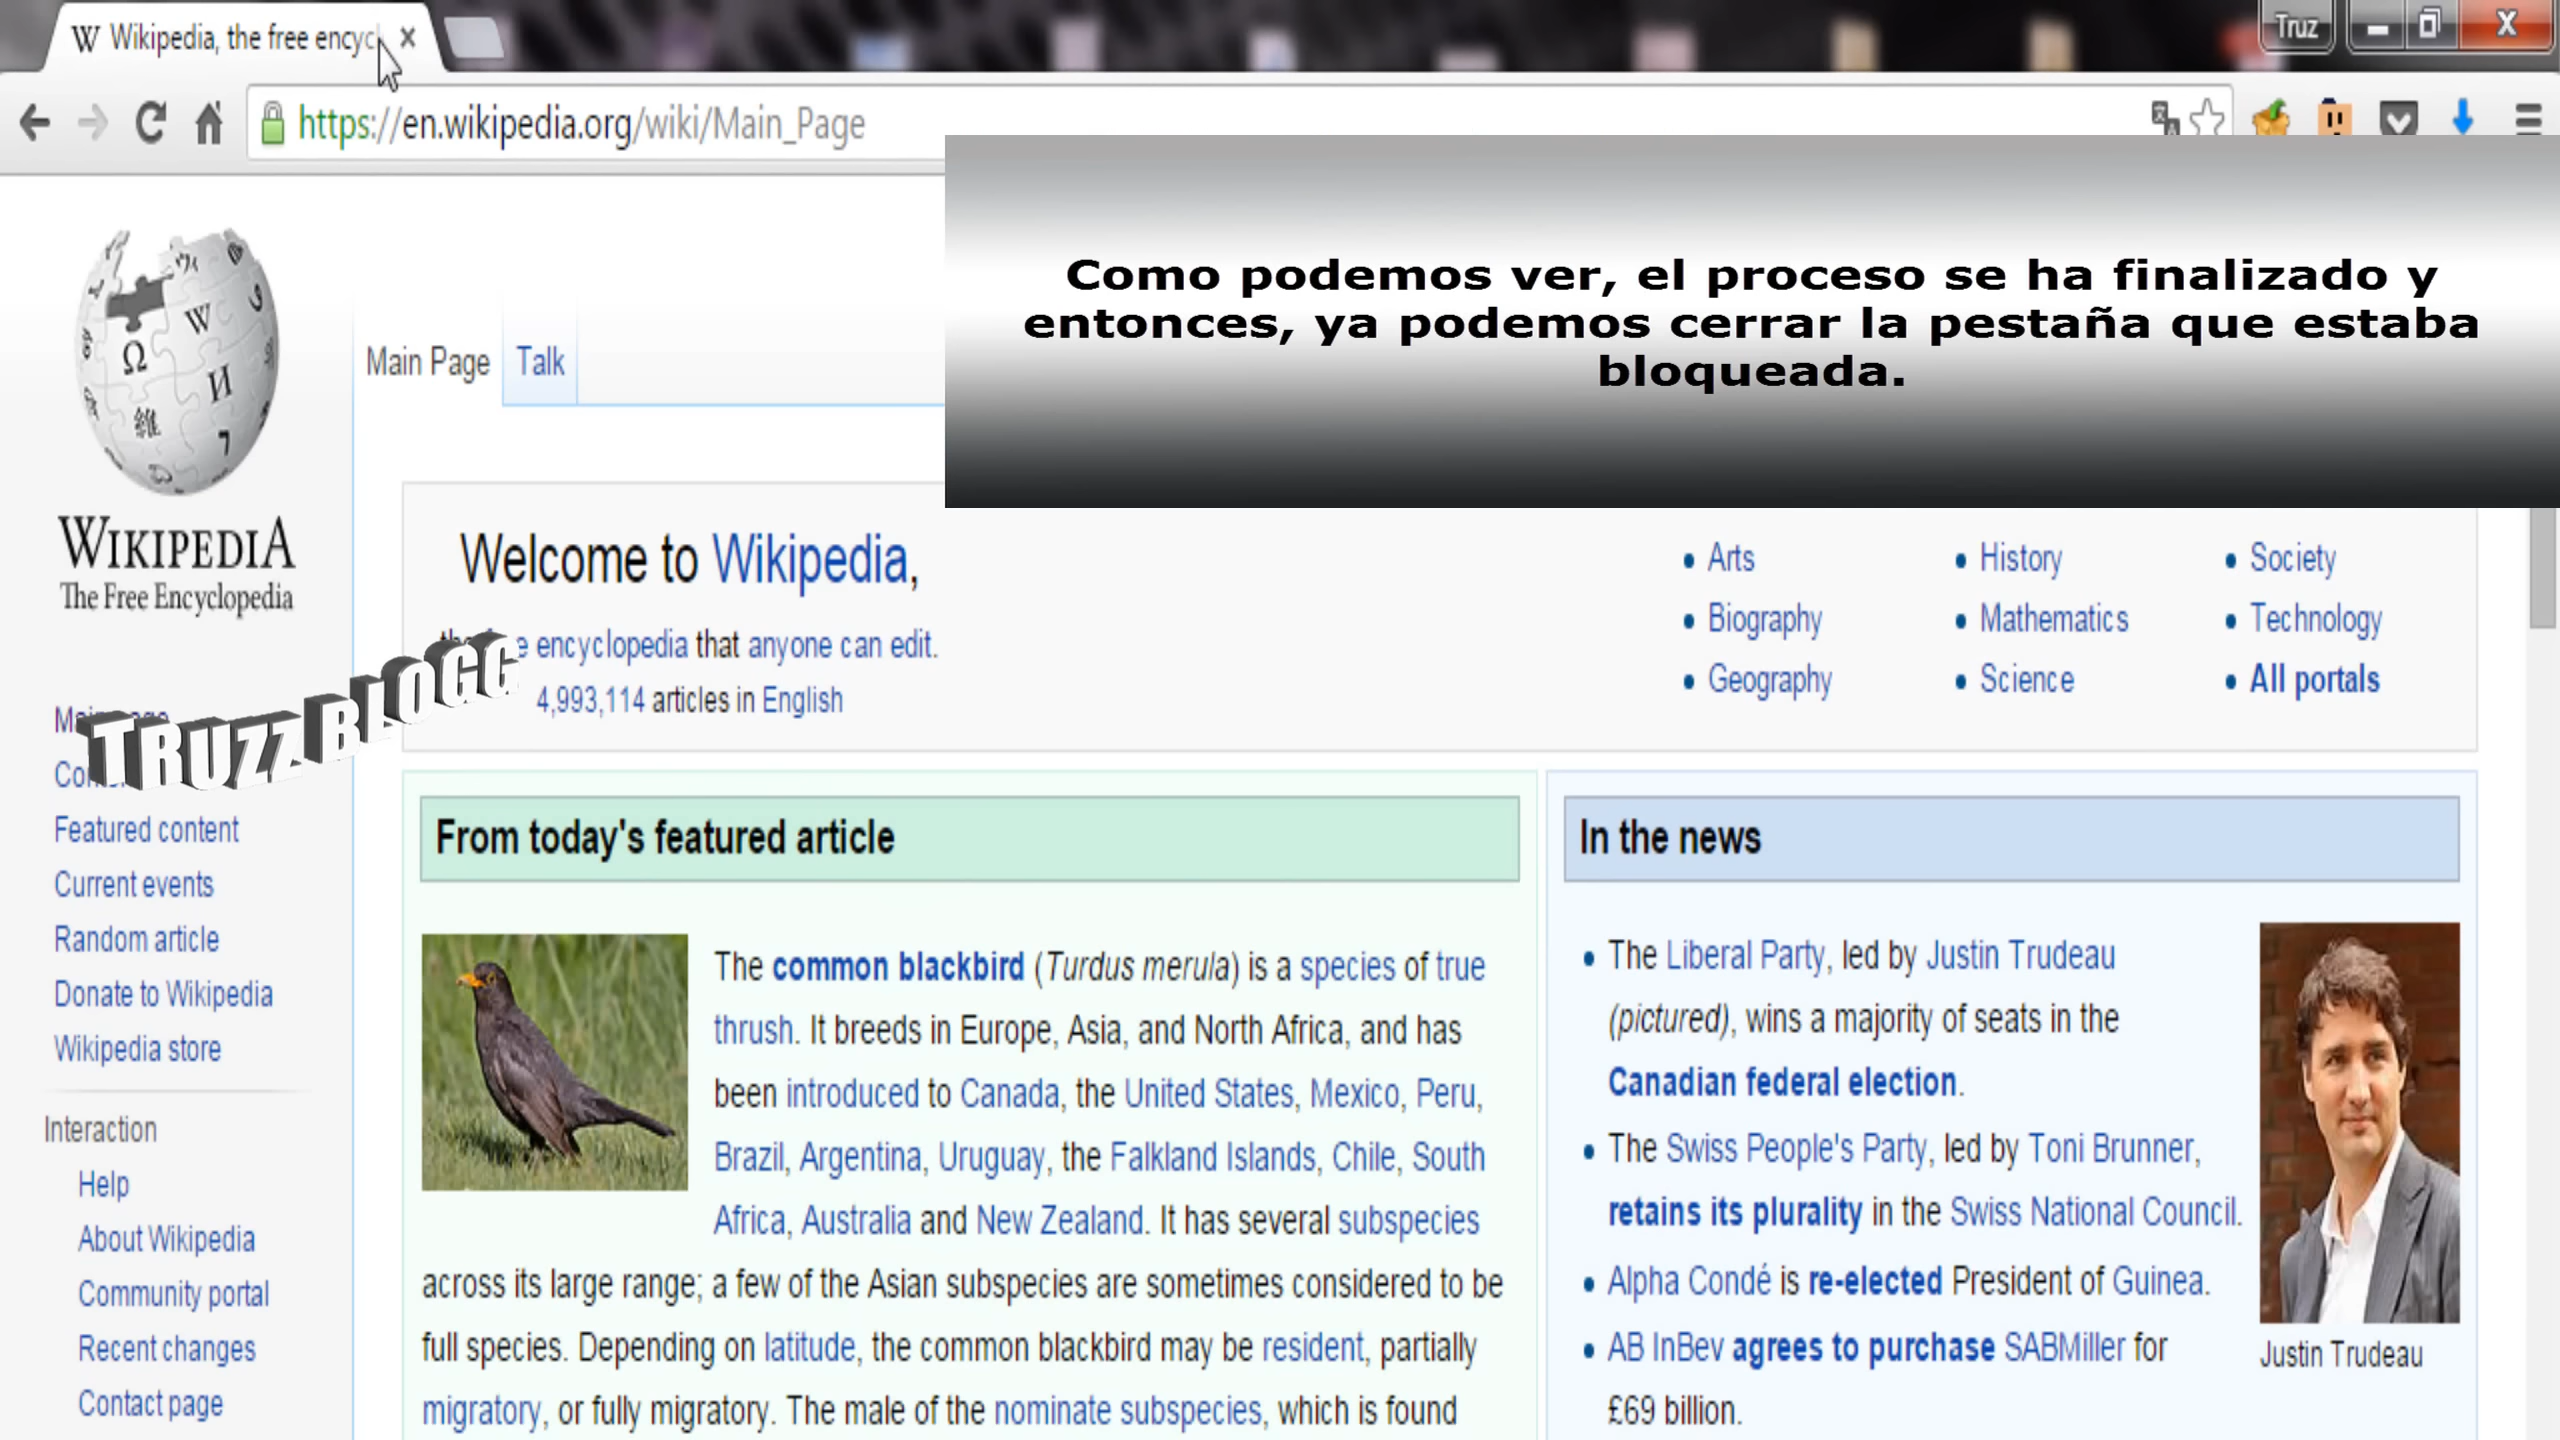 Wikipedia, the free encyc
Truz
https://en.wikipedia.org/wiki/Main_Page
Como podemos ver, el proceso se ha finalizado y
entonces, ya podemos cerrar la pestaña que estaba
bloqueada.
WIKIPEDIA
The Free Encyclopedia
Main Page Talk
Welcome to Wikipedia,
encyclopedia that anyone can edit.
4,993,114 articles in English
Arts
Biography
Geography
History
Mathematics
Science
Society
Technology
All portals
TRUZZ BLOGG
Featured content
Current events
Random article
Donate to Wikipedia
Wikipedia store
Interaction
Help
About Wikipedia
Community portal
Recent changes
Contact page
From today's featured article
The common blackbird (Turdus merula) is a species of true
thrush. It breeds in Europe, Asia, and North Africa, and has
been introduced to Canada, the United States, Mexico, Peru,
Brazil, Argentina, Uruguay, the Falkland Islands, Chile, South
Africa, Australia and New Zealand. It has several subspecies
across its large range; a few of the Asian subspecies are sometimes considered to be
full species. Depending on latitude, the common blackbird may be resident, partially
migratory, or fully migratory. The male of the nominate subspecies, which is found
In the news
The Liberal Party, led by Justin Trudeau
(pictured), wins a majority of seats in the
Canadian federal election.
The Swiss People's Party, led by Toni Brunner,
retains its plurality in the Swiss National Council.
Alpha Condé is re-elected President of Guinea.
AB InBev agrees to purchase SABMiller for
£69 billion.
Justin Trudeau